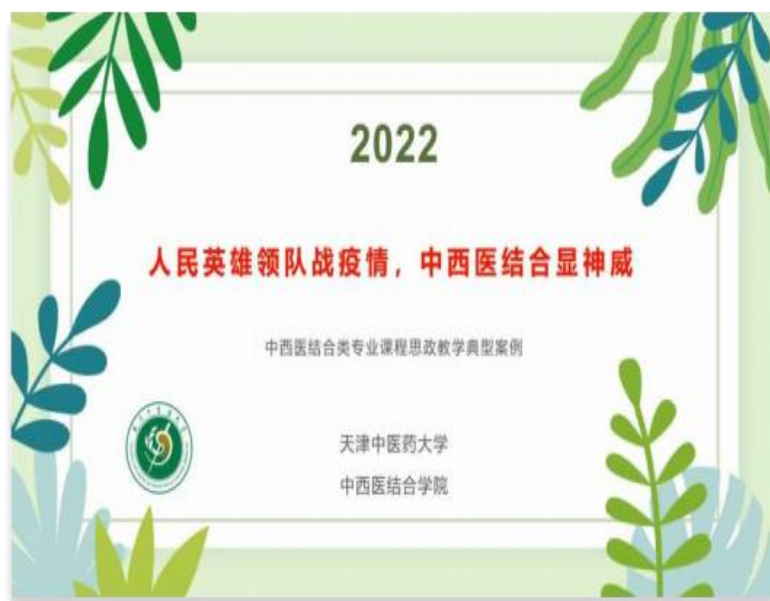 2022
人民英雄领队战疫情，中西医结合显神威
中西医结合类专业课程思政教学典型案例
天津中医药大学
中西医结合学院